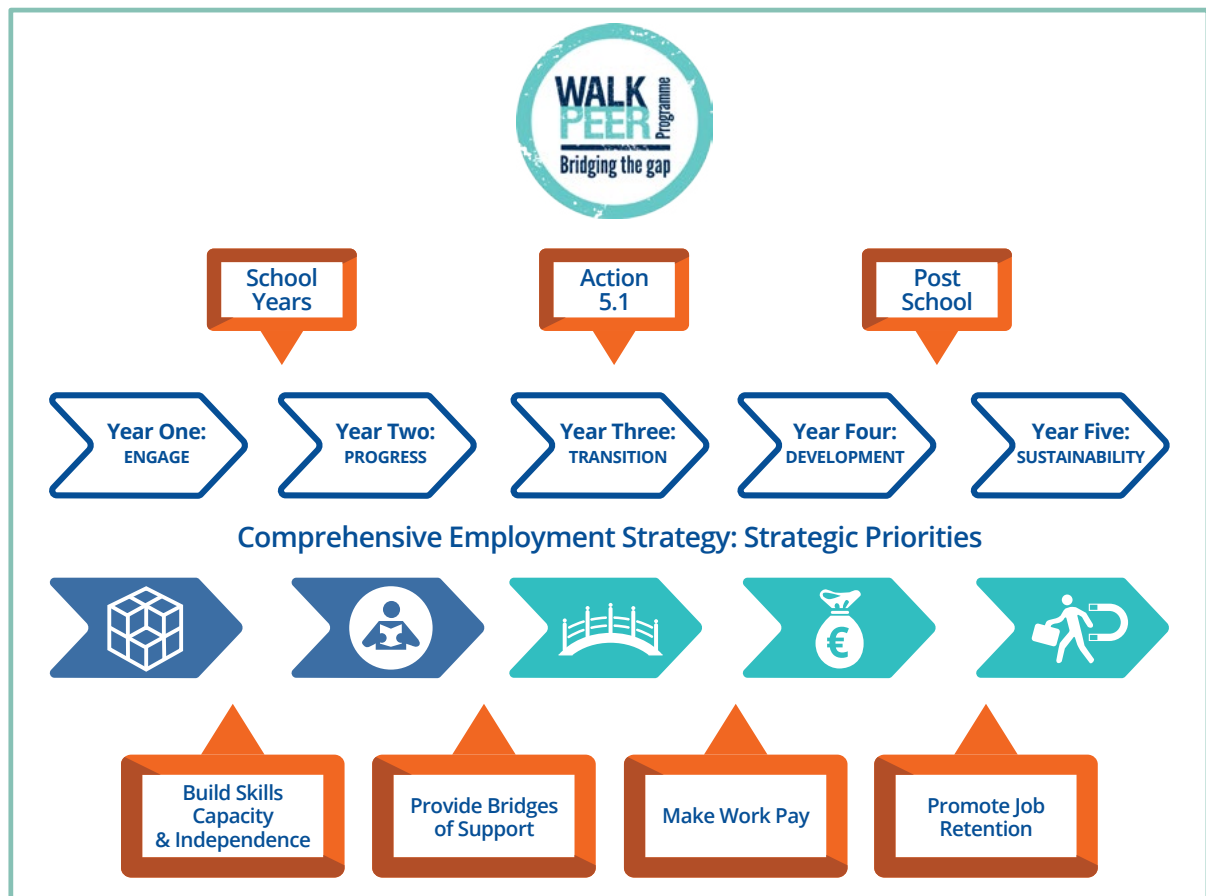 WALK
PEER
Programme
Bridging the gap
School
Years
Action
5.1
Post
School
Year One:
ENGAGE
Year Two:
PROGRESS
Year Three:
TRANSITION
Year Four:
DEVELOPMENT
Year Five:
SUSTAINABILITY
Comprehensive Employment Strategy: Strategic Priorities
€
Build Skills
Capacity
& Independence
Provide Bridges
of Support
Make Work Pay
Promote Job
Retention